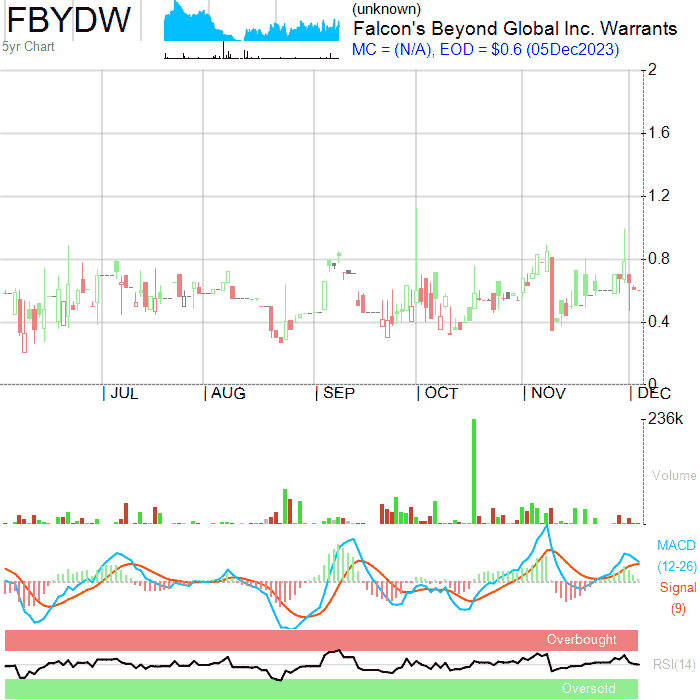 FBYDW
5yr Chart
(unknown)
Falcon's Beyond Global Inc. Warrants
MC = (N/A), EOD = $0.6 (05Dec2023)
2
1.6
1.2
0.8
0.4
0
JUL AUG SEP OCT NOV DEC
236k
Volume
MACD
(12-26)
Signal
(9)
Overbought
RSI(14)
Oversold